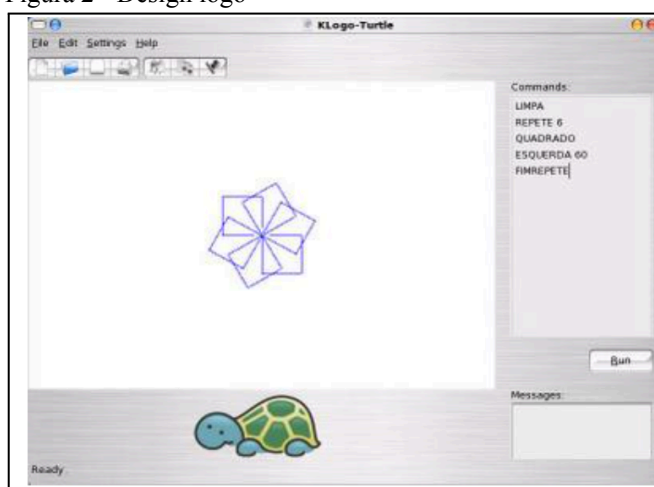 Figura 2 - Design logo
KLogo-Turtle
File Edit Settings Help
Commands:
LIMPA
REPETE 6
QUADRADO
ESQUERDA 60
FIMREPETE
Run
Messages:
Ready.